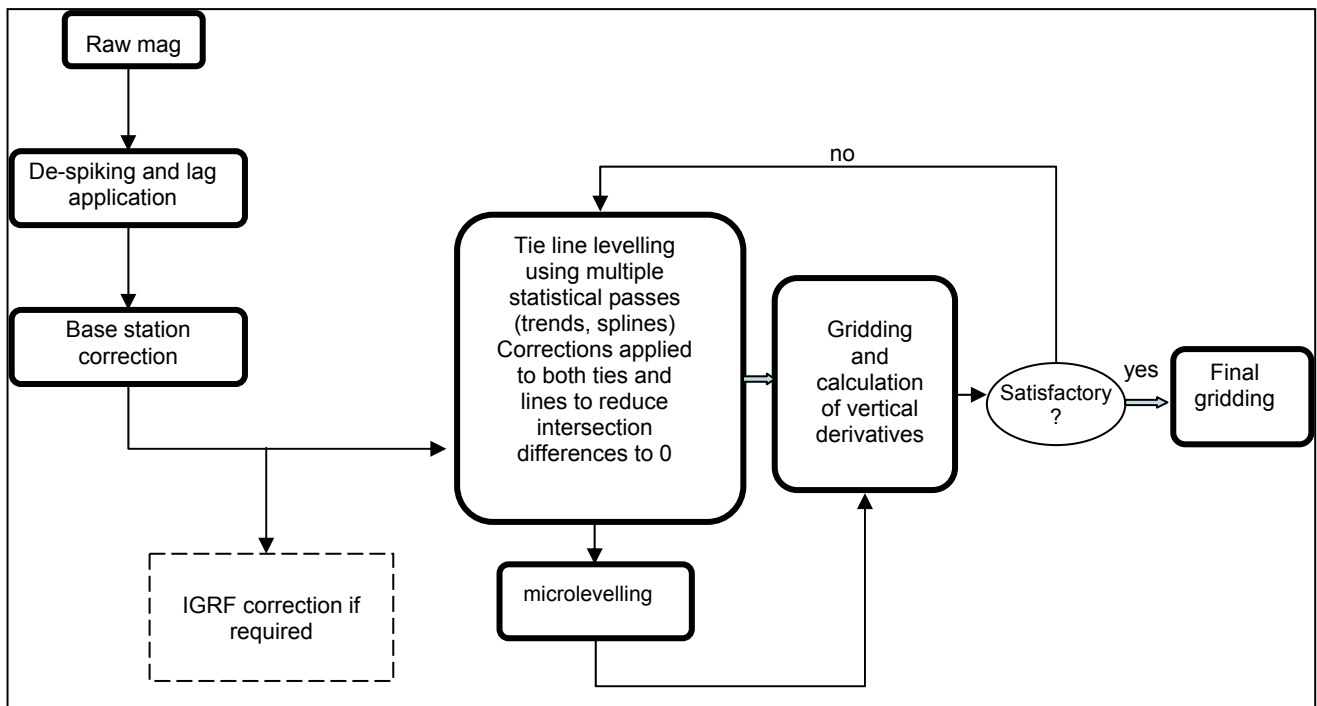 Raw mag
De-spiking and lag
application
Base station
correction
IGRF correction if
required
Tie line levelling
using multiple
statistical passes
(trends, splines)
Corrections applied
to both ties and
lines to reduce
intersection
differences to 0
microlevelling
Gridding
and
calculation
of vertical
derivatives
no
Satisfactory
?
yes
Final
gridding